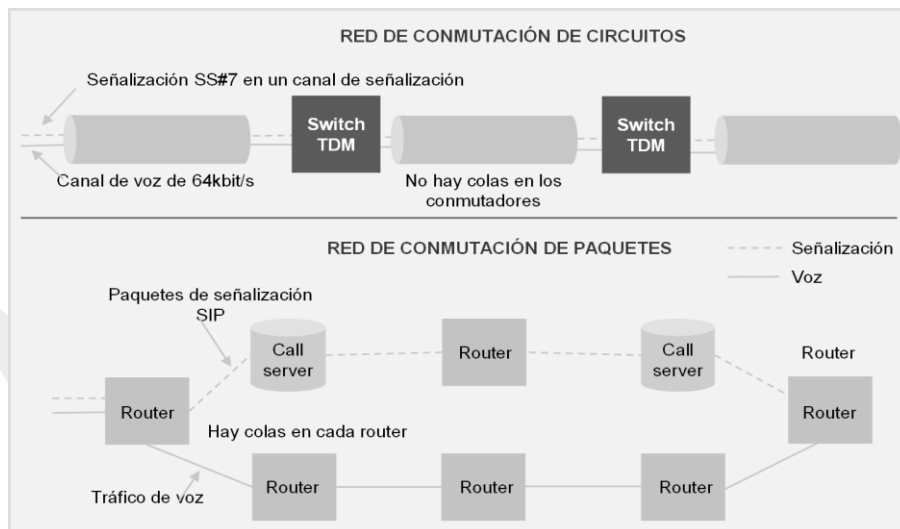 RED DE CONMUTACIÓN DE CIRCUITOS
Señalización SS#7 en un canal de señalización
Switch
TDM
Switch
TDM
Canal de voz de 64kbit/s
No hay colas en los
conmutadores
RED DE CONMUTACIÓN DE PAQUETES
Señalización
Voz
Paquetes de señalización
SIP
Call
server
Router
Call
server
Router
Router
Router
Hay colas en cada router
Tráfico de voz
Router
Router
Router